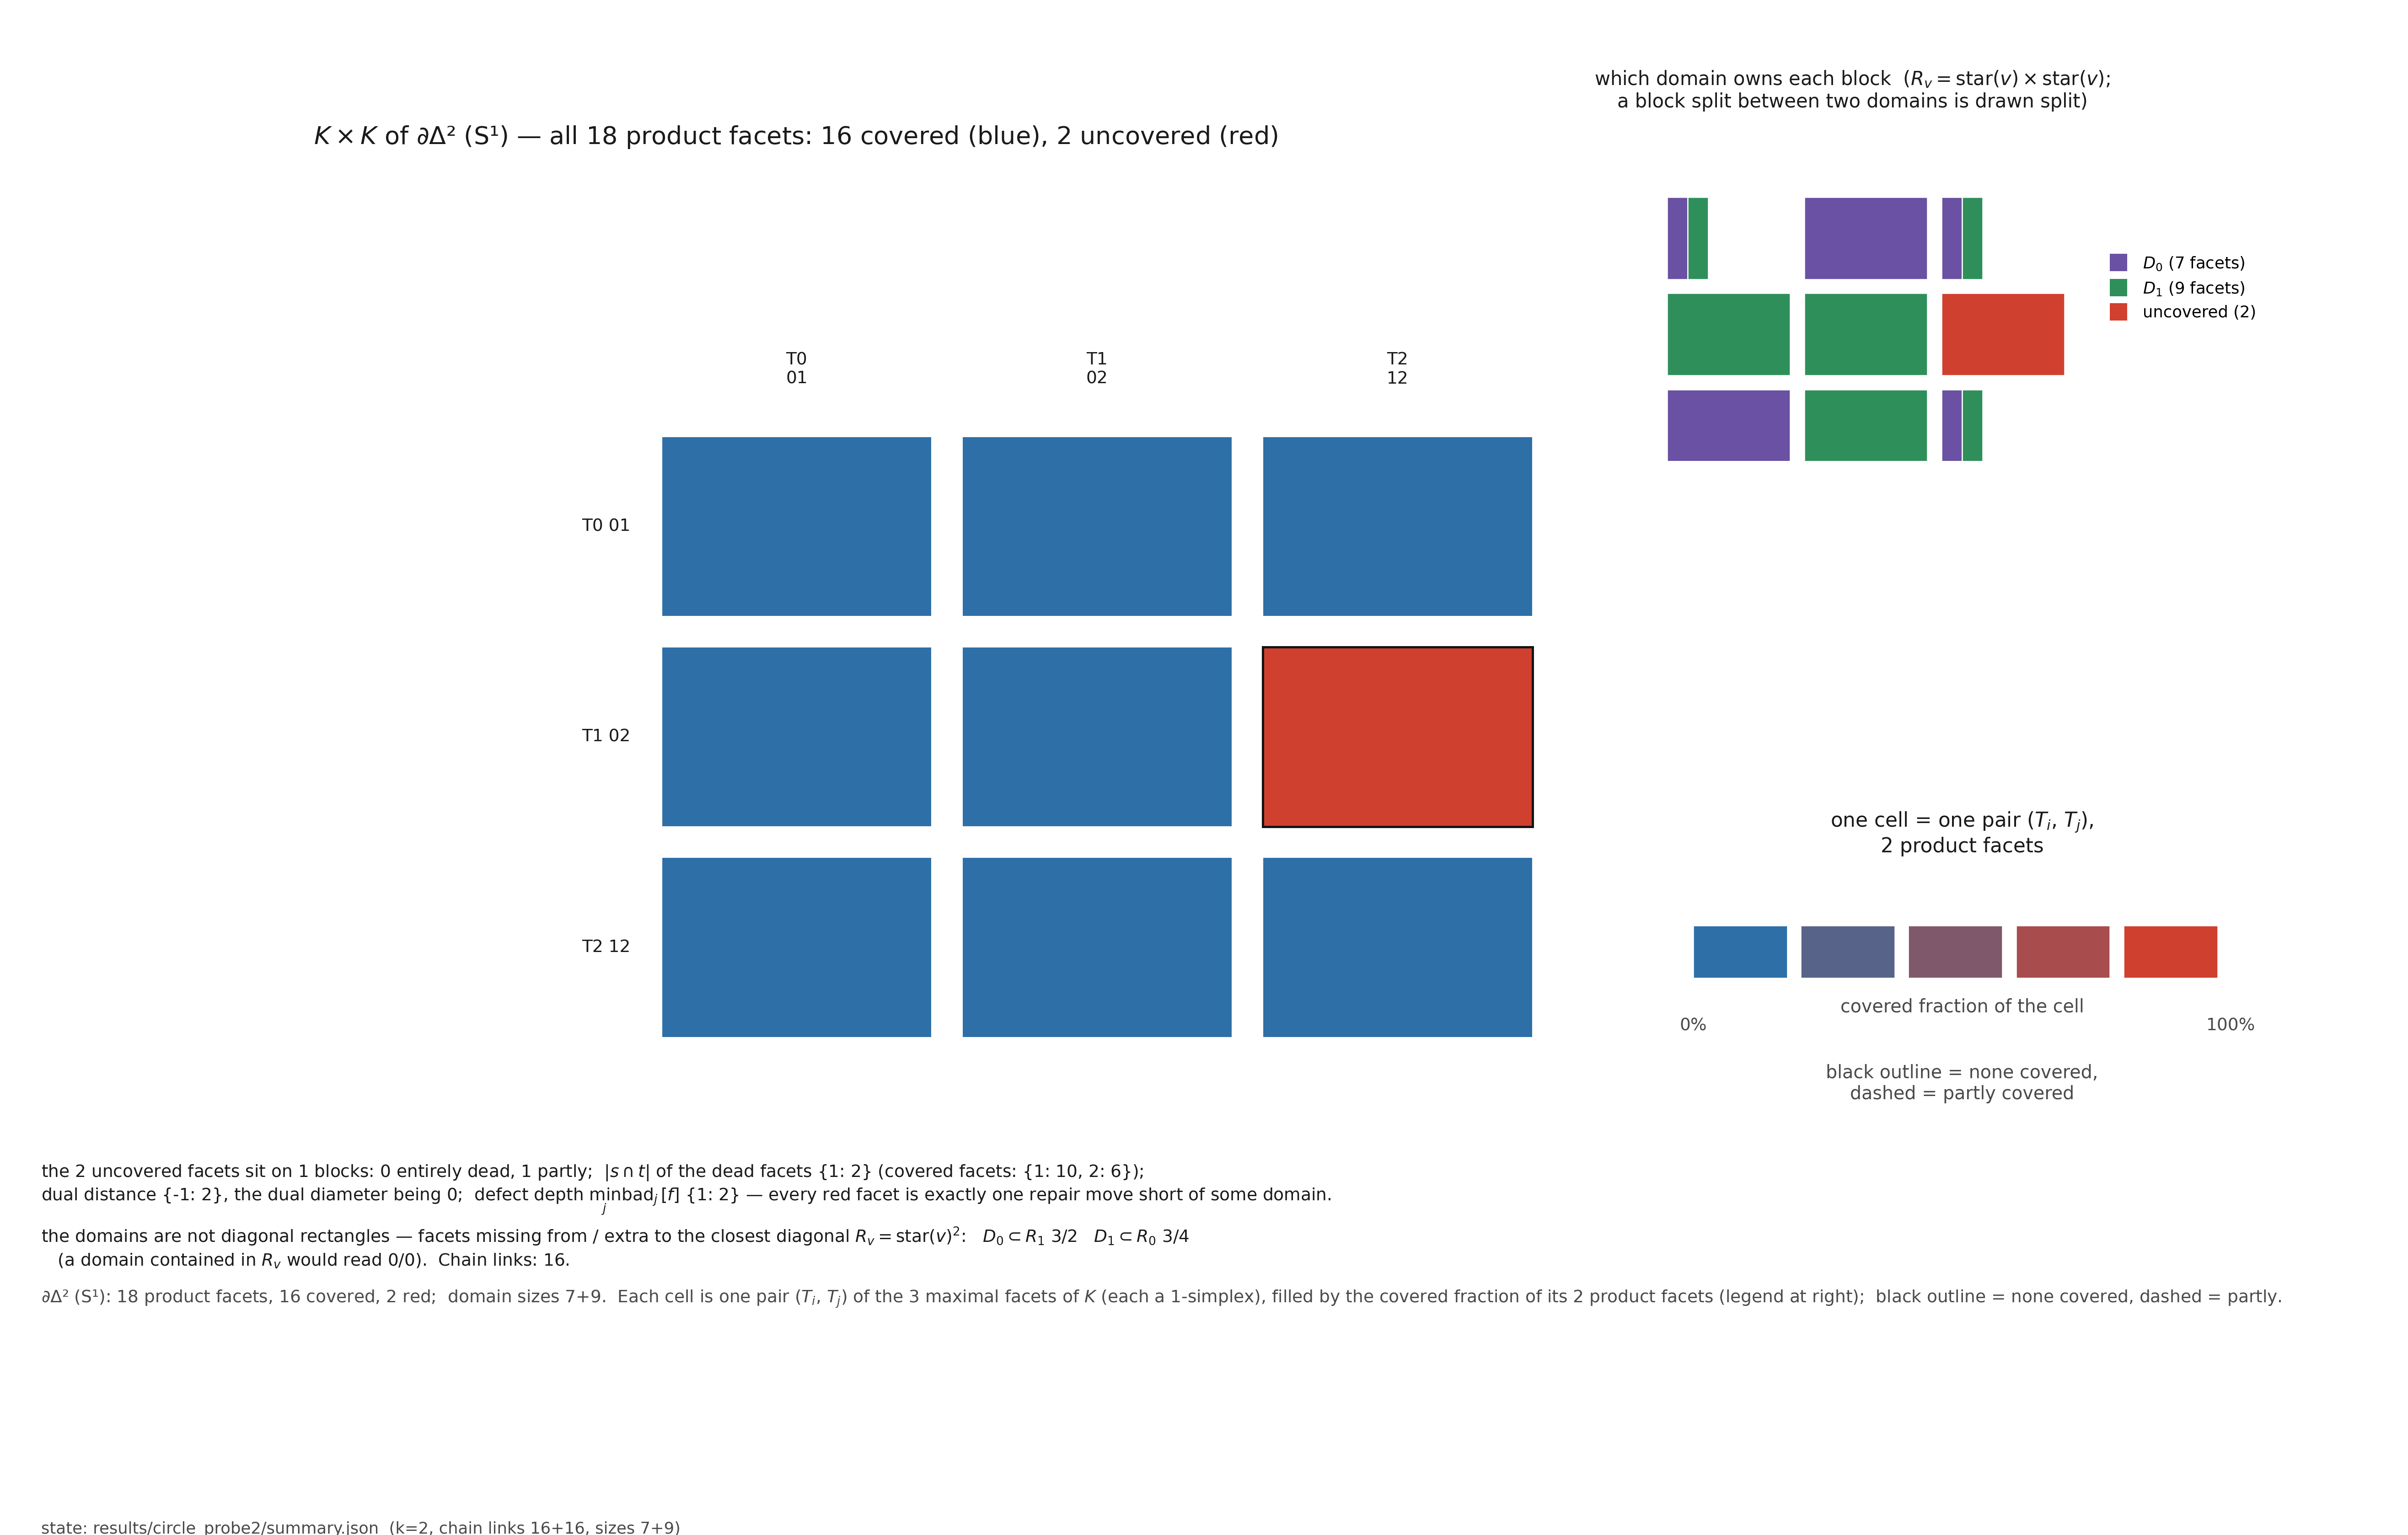 which domain owns each block  (R_v = star(v) × star(v);
a block split between two domains is drawn split)
K × K of ∂Δ² (S¹) — all 18 product facets: 16 covered (blue), 2 uncovered (red)
D_0 (7 facets)
D_1 (9 facets)
uncovered (2)
T0
01
T1
02
T2
12
T0 01
T1 02
T2 12
one cell = one pair (T_i, T_j),
2 product facets
covered fraction of the cell
0%
100%
black outline = none covered,
dashed = partly covered
the 2 uncovered facets sit on 1 blocks: 0 entirely dead, 1 partly;  |s ∩ t| of the dead facets {1: 2} (covered facets: {1: 10, 2: 6});
dual distance {-1: 2}, the dual diameter being 0;  defect depth min_j bad_j [f] {1: 2} — every red facet is exactly one repair move short of some domain.
the domains are not diagonal rectangles — facets missing from / extra to the closest diagonal R_v = star(v)²:   D_0 ⊂ R_1 3/2   D_1 ⊂ R_0 3/4
(a domain contained in R_v would read 0/0).  Chain links: 16.
∂Δ² (S¹): 18 product facets, 16 covered, 2 red;  domain sizes 7+9.  Each cell is one pair (T_i, T_j) of the 3 maximal facets of K (each a 1-simplex), filled by the covered fraction of its 2 product facets (legend at right);  black outline = none covered, dashed = partly.
state: results/circle_probe2/summary.json  (k=2, chain links 16+16, sizes 7+9)